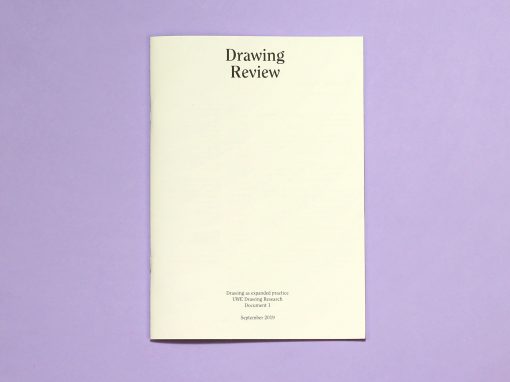 Drawing
Review
Drawing as expanded practice
UWE Drawing Research
Document 1
September 2019